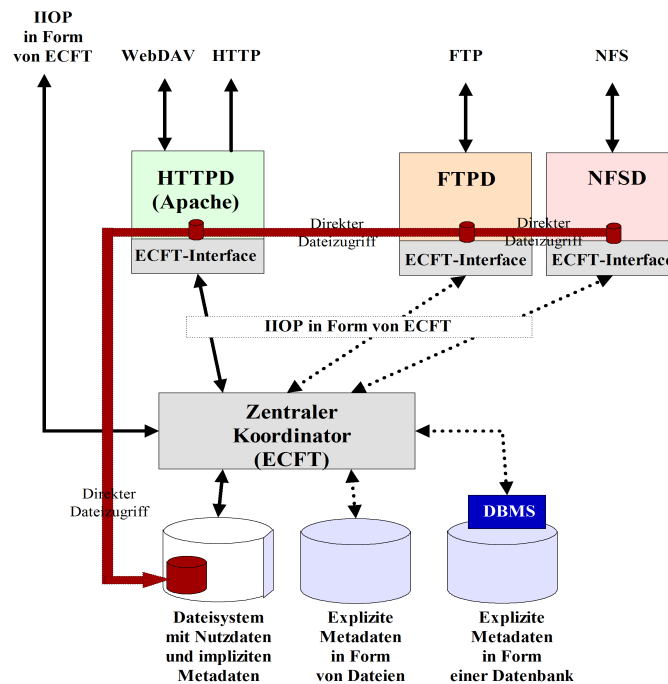 IIOP
in Form
von ECFT
WebDAV
HTTP
FTP
NFS
HTTPD
(Apache)
FTPD
NFSD
Direkter
Dateizugriff
Direkter
Dateizugriff
ECFT-Interface
ECFT-Interface
ECFT-Interface
IIOP in Form von ECFT
Zentraler
Koordinator
(ECFT)
Direkter
Dateizugriff
DBMS
Dateisystem
mit Nutzdaten
und impliziten
Metadaten
Explizite
Metadaten
in Form
von Dateien
Explizite
Metadaten
in Form
einer Datenbank